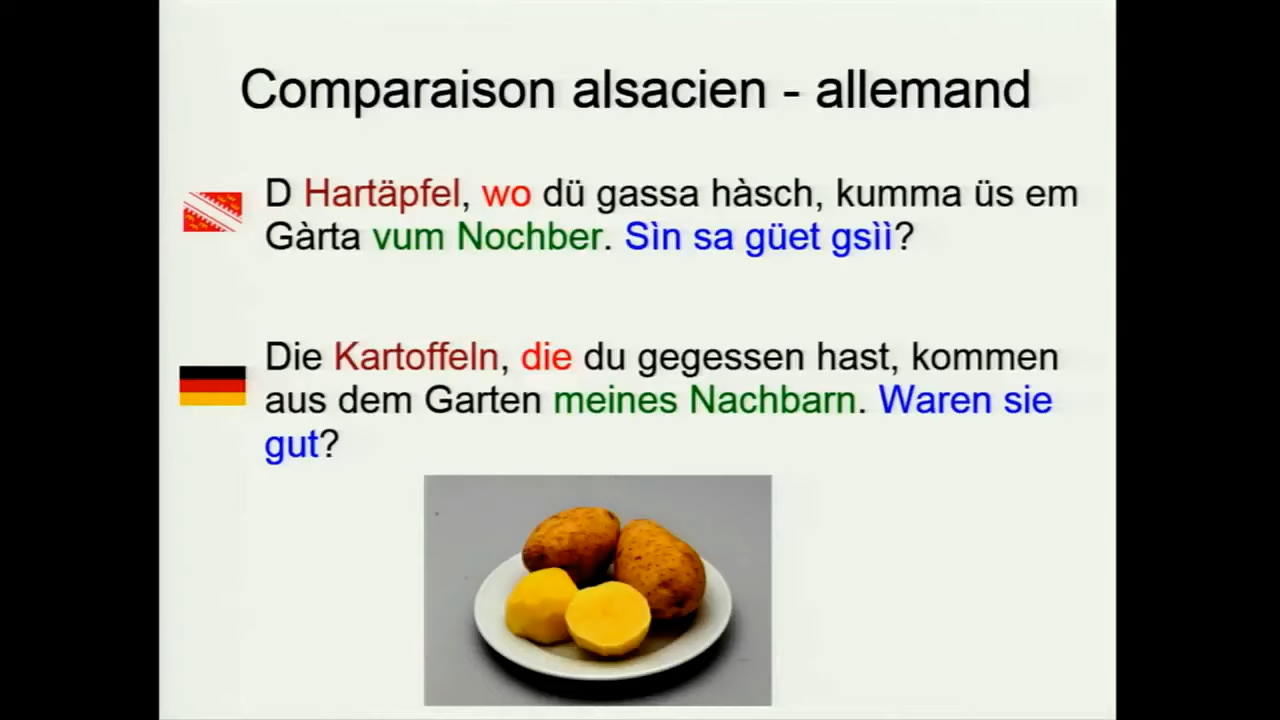 Comparaison alsacien - allemand
D Hartäpfel, wo dü gassa hàsch, kumma üs em
Gàrta vum Nochber. Sìn sa güet gsìì?
Die Kartoffeln, die du gegessen hast, kommen
aus dem Garten meines Nachbarn. Waren sie
gut?